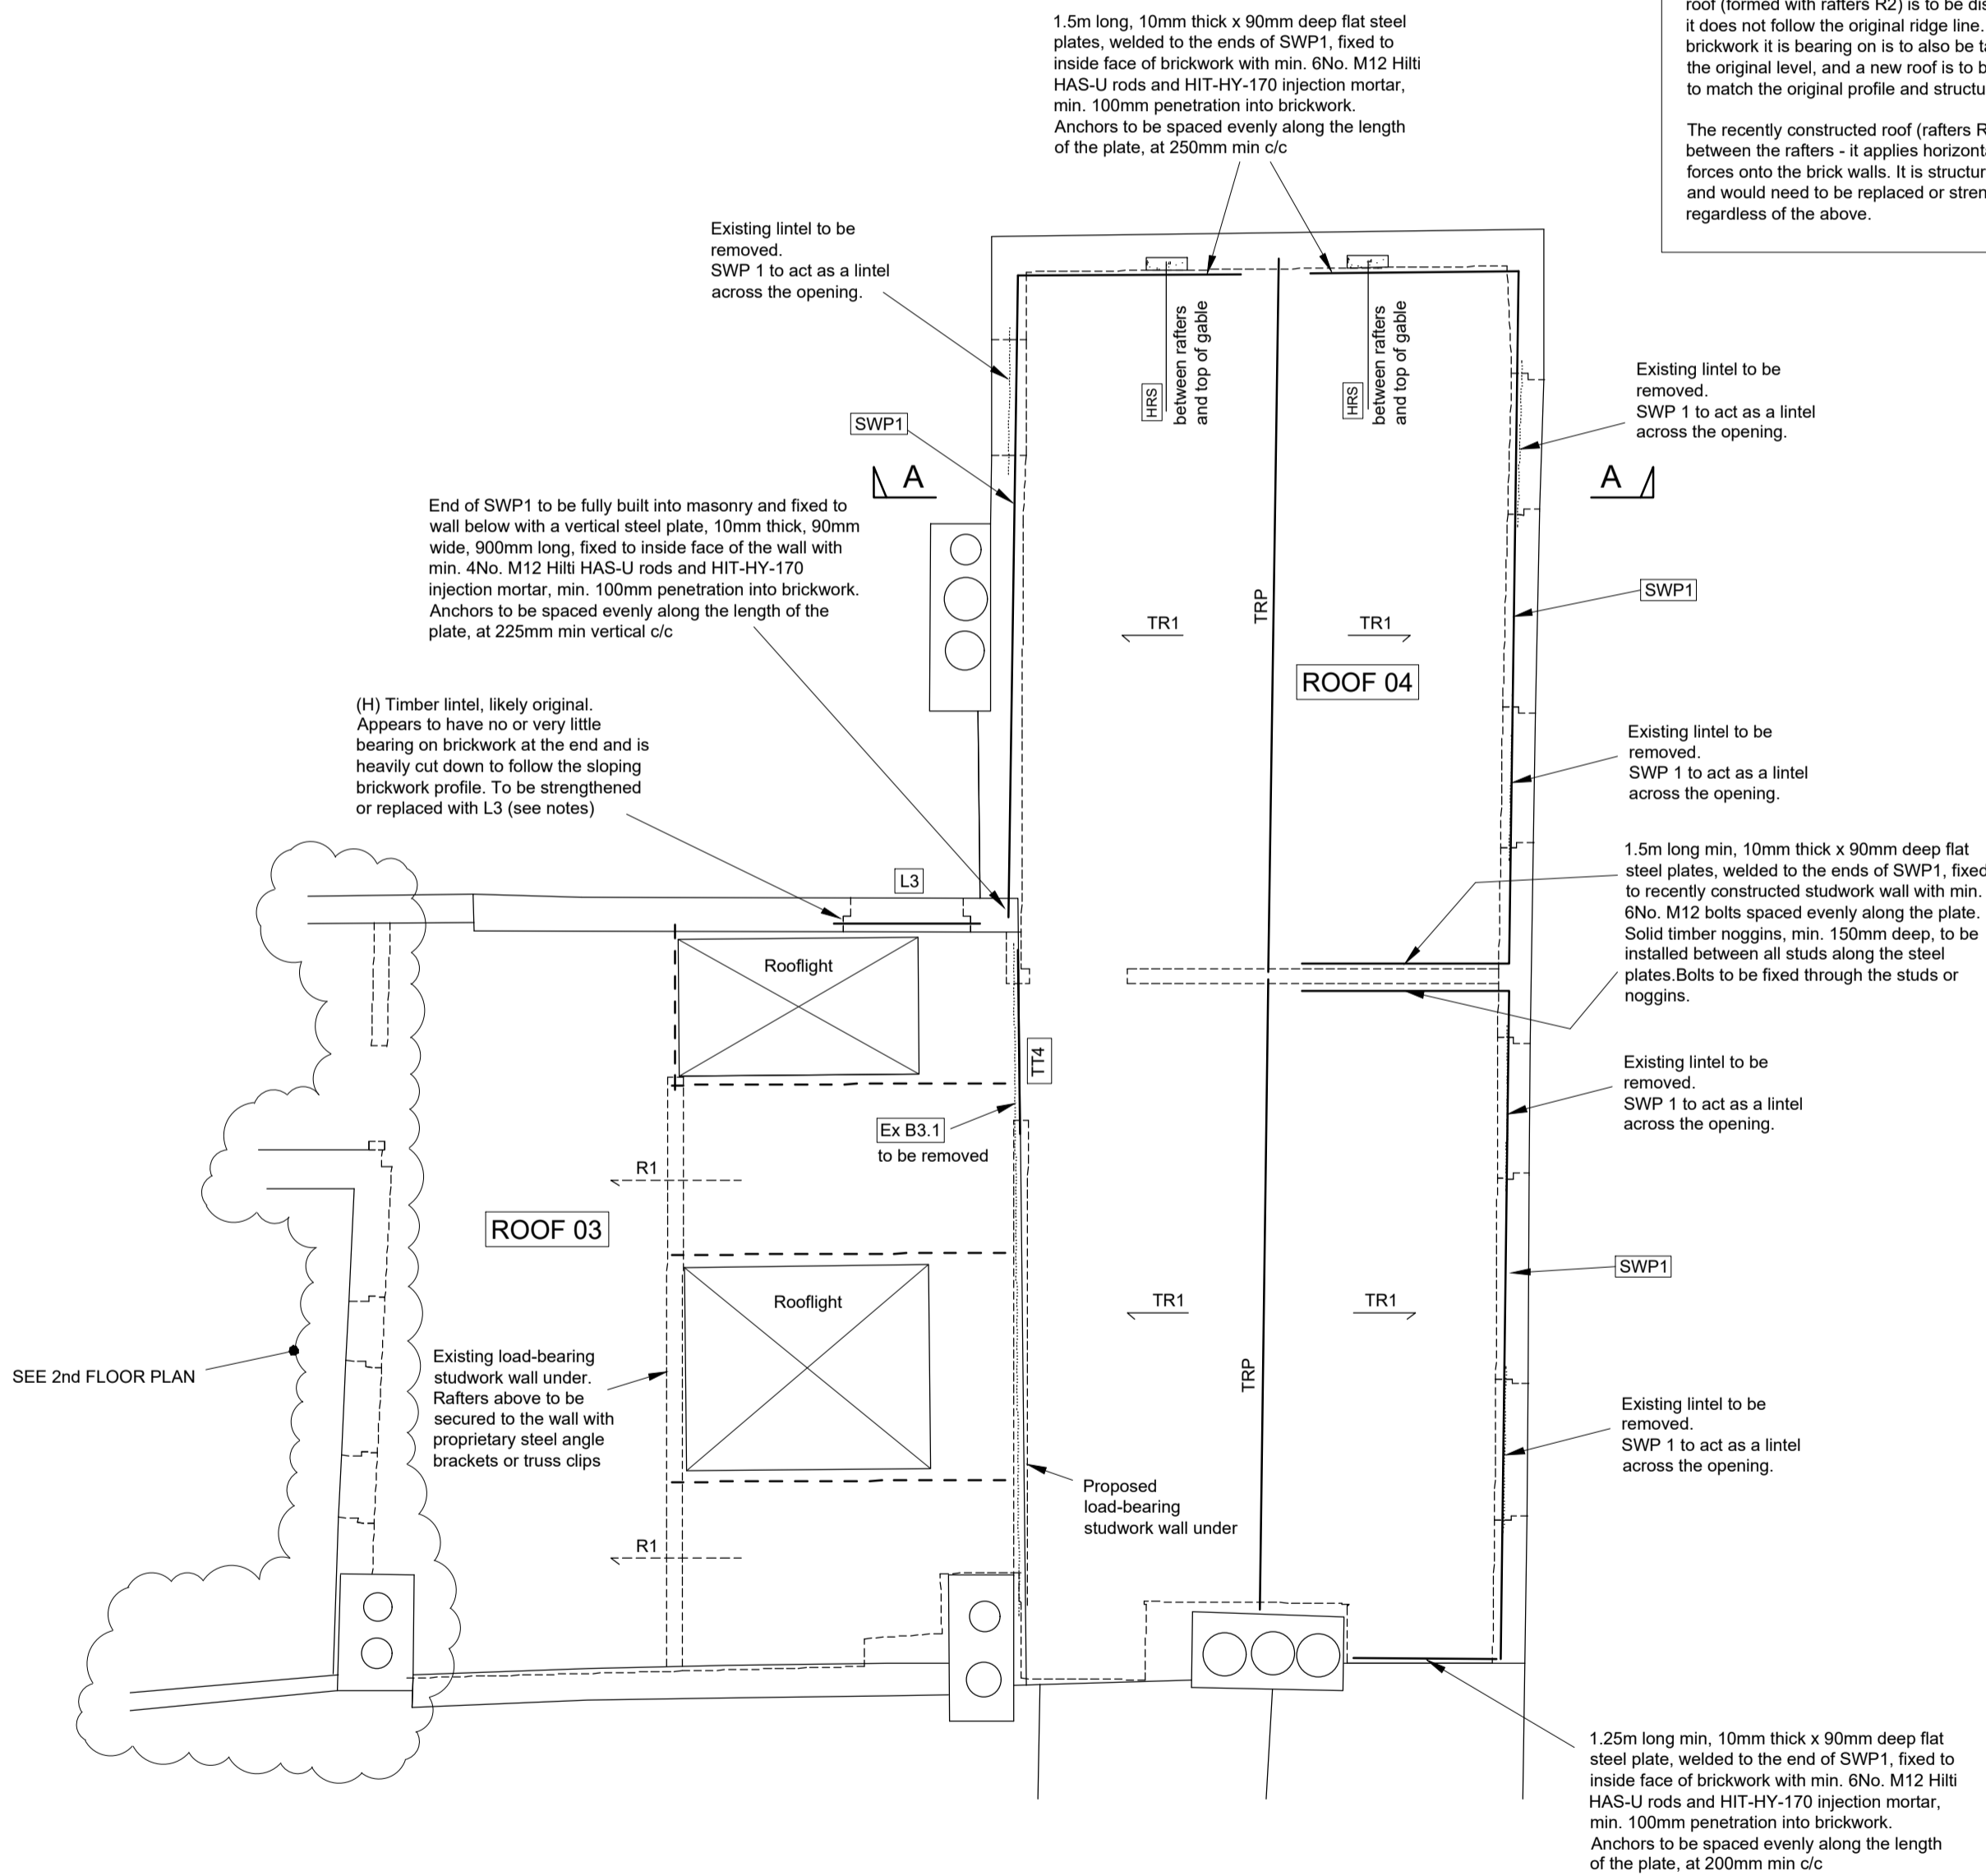 roof (formed with rafters R2) is to be
it does not follow the original ridge line.
brickwork it is bearing on is to also be
the original level, and a new roof is to
to match the original profile and
The recently constructed roof (rafters
between the rafters - it applies
forces onto the brick walls. It is
and would need to be replaced or
regardless of the above.
1.5m long, 10mm thick x 90mm deep flat steel
plates, welded to the ends of SWP1, fixed to
inside face of brickwork with min. 6No. M12 Hilti
HAS-U rods and HIT-HY-170 injection mortar,
min. 100mm penetration into brickwork.
Anchors to be spaced evenly along the length
of the plate, at 250mm min c/c
Existing lintel to be
removed.
SWP 1 to act as a lintel
across the opening.
HRS
between rafters
and top of gable
HRS
between rafters
and top of gable
Existing lintel to be
removed.
SWP 1 to act as a lintel
across the opening.
SWP1
A
A
End of SWP1 to be fully built into masonry and fixed to
wall below with a vertical steel plate, 10mm thick, 90mm
wide, 900mm long, fixed to inside face of the wall with
min. 4No. M12 Hilti HAS-U rods and HIT-HY-170
injection mortar, min. 100mm penetration into brickwork.
Anchors to be spaced evenly along the length of the
plate, at 225mm min vertical c/c
SWP1
TRP
TR1
TR1
ROOF 04
(H) Timber lintel, likely original.
Appears to have no or very little
bearing on brickwork at the end and is
heavily cut down to follow the sloping
brickwork profile. To be strengthened
or replaced with L3 (see notes)
Existing lintel to be
removed.
SWP 1 to act as a lintel
across the opening.
L3
1.5m long min, 10mm thick x 90mm deep flat
steel plates, welded to the ends of SWP1, fixed
to recently constructed studwork wall with min.
6No. M12 bolts spaced evenly along the plate.
Solid timber noggins, min. 150mm deep, to be
installed between all studs along the steel
plates.Bolts to be fixed through the studs or
noggins.
Rooflight
TT4
Existing lintel to be
removed.
SWP 1 to act as a lintel
across the opening.
Ex B3.1
to be removed
R1
ROOF 03
SWP1
Rooflight
TR1
TR1
TRP
SEE 2nd FLOOR PLAN
Existing load-bearing
studwork wall under.
Rafters above to be
secured to the wall with
proprietary steel angle
brackets or truss clips
Existing lintel to be
removed.
SWP 1 to act as a lintel
across the opening.
Proposed
load-bearing
studwork wall under
R1
1.25m long min, 10mm thick x 90mm deep flat
steel plate, welded to the end of SWP1, fixed to
inside face of brickwork with min. 6No. M12 Hilti
HAS-U rods and HIT-HY-170 injection mortar,
min. 100mm penetration into brickwork.
Anchors to be spaced evenly along the length
of the plate, at 200mm min c/c